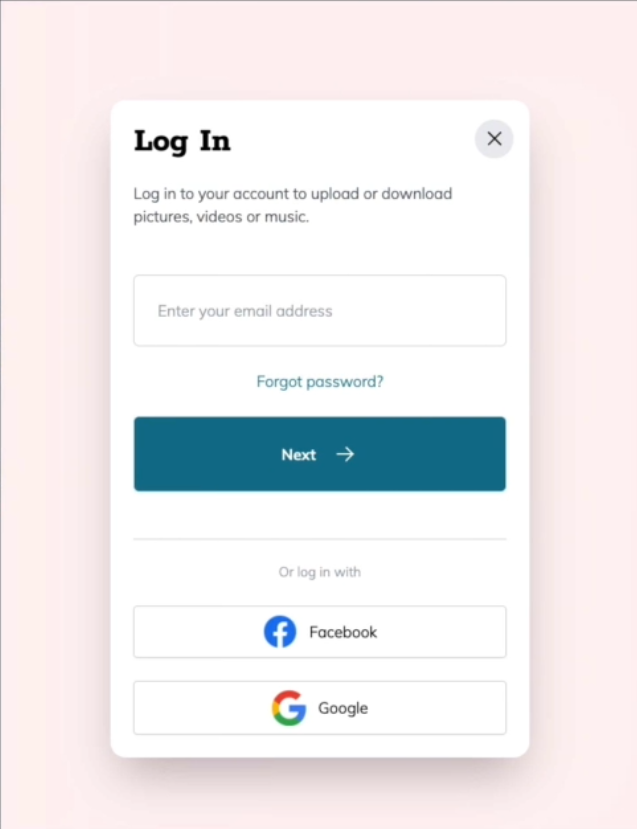 Log In
Log in to your account to upload or download
pictures, videos or music.
Enter your email address
Forgot password?
Next
Or log in with
Facebook
Google